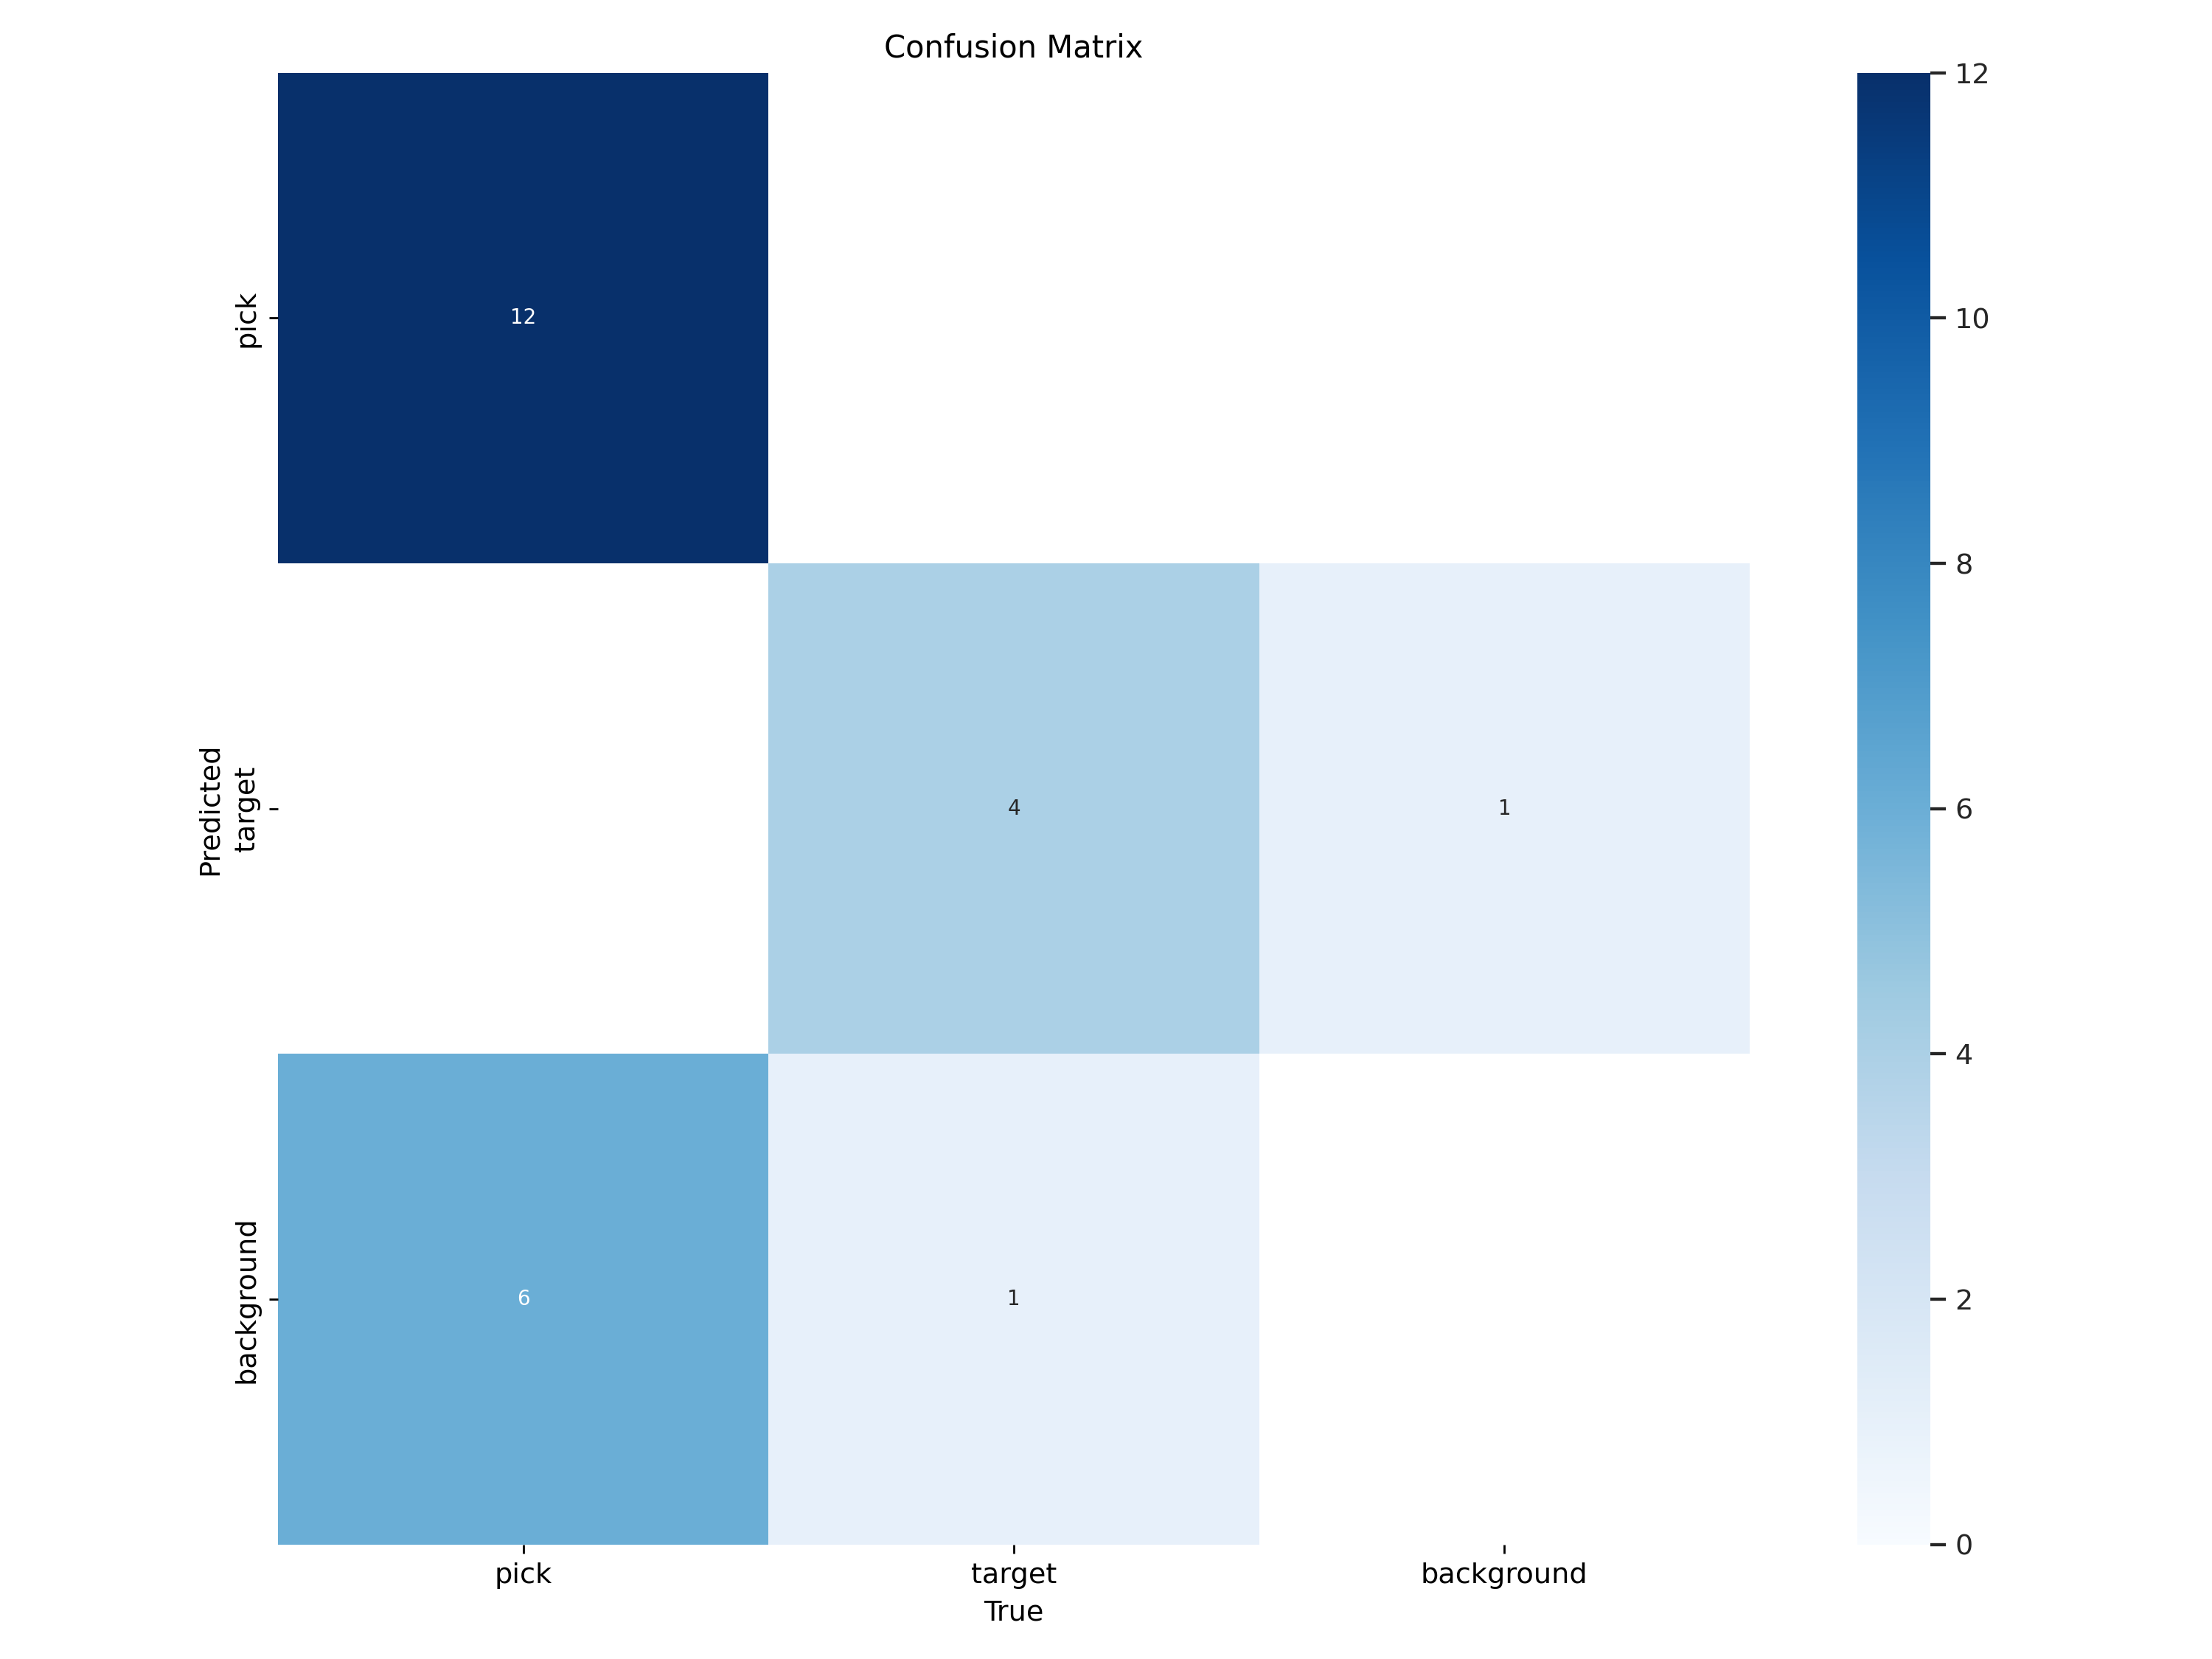 Confusion Matrix
12
10
8
6
4
2
0
pick
12
Predicted
target
4
1
background
6
1
pick
target
background
True